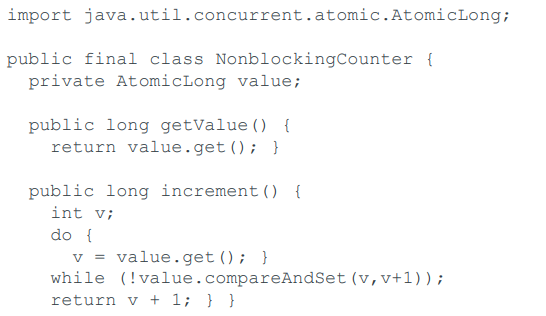 import java.util.concurrent.atomic.AtomicLong;
public final class NonblockingCounter {
private AtomicLong value;
public long getValue() {
return value.get(); }
public long increment() {
int v;
do {
v = value.get(); }
while (!value.compareAndSet(v,v+1));
return v + 1; } }